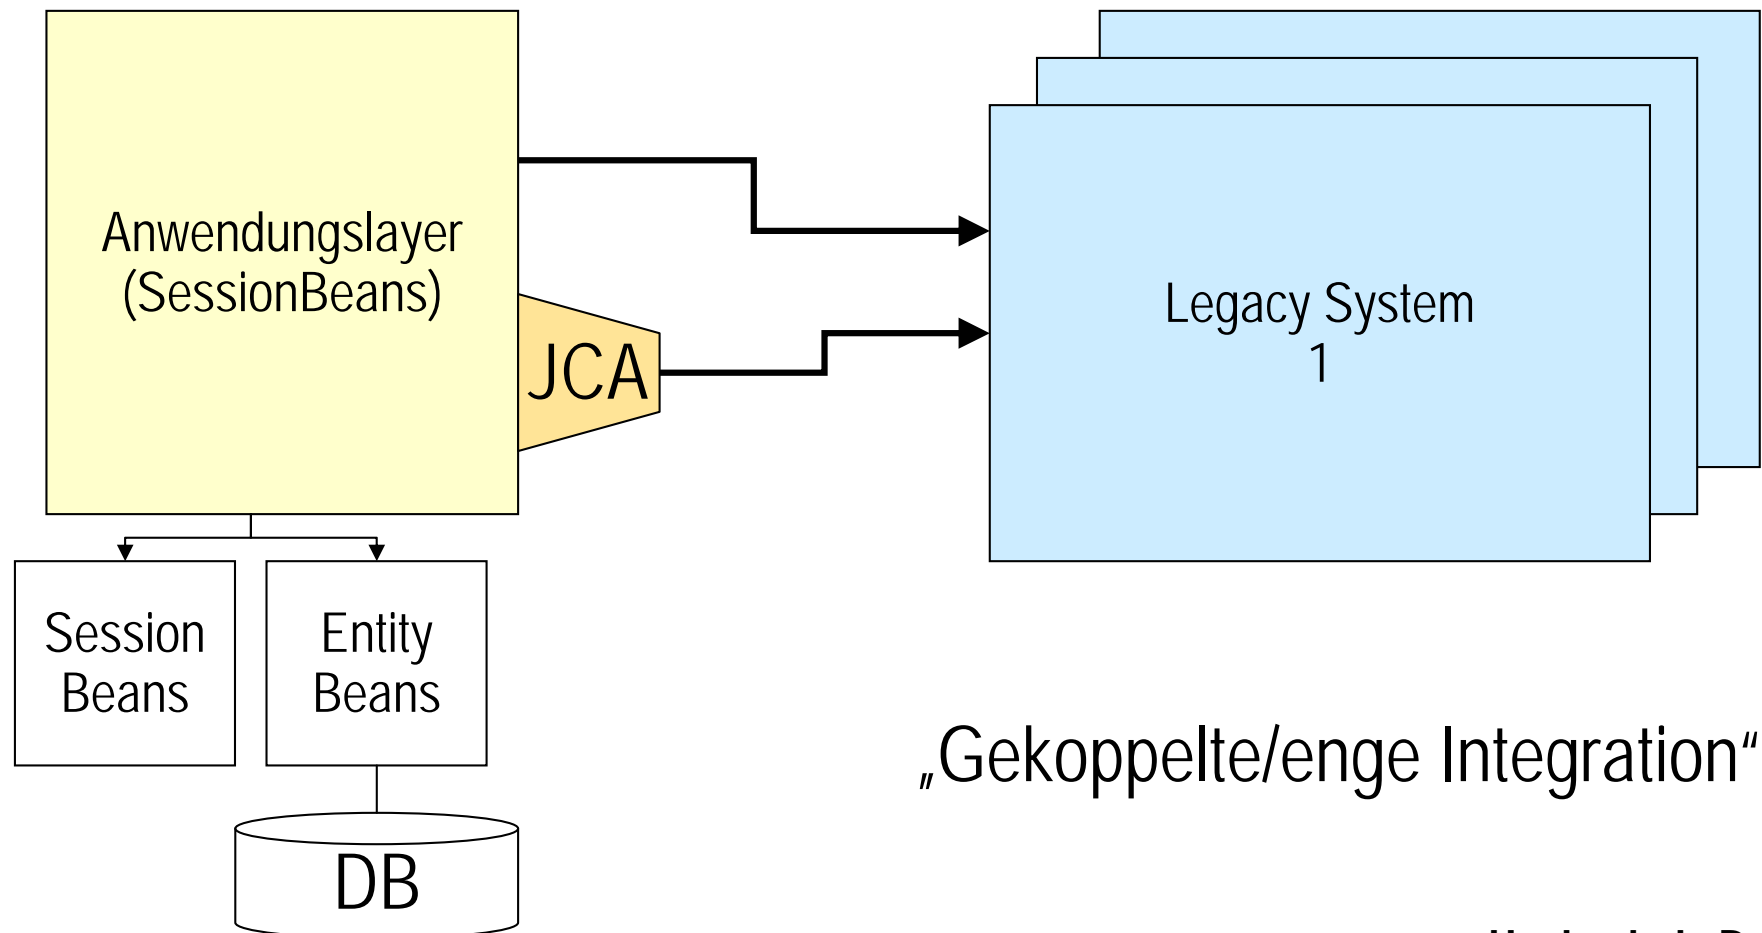 Anwendungslayer
(SessionBeans)
JCA
Legacy System
1
Session
Beans
Entity
Beans
„Gekoppelte/enge Integration“
DB